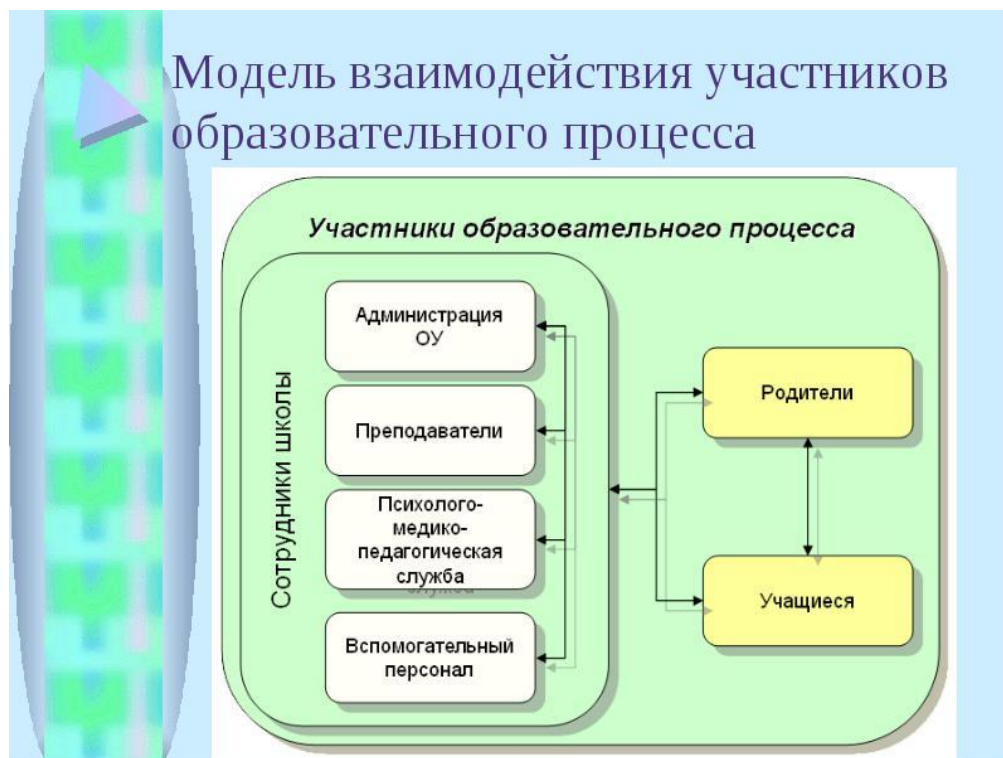 Модель взаимодействия участников
образовательного процесса
Участники образовательного процесса
Сотрудники школы
Администрация
ОУ
Преподаватели
Психолого-
медико-
педагогическая
служба
Вспомогательный
персонал
Родители
Учащиеся